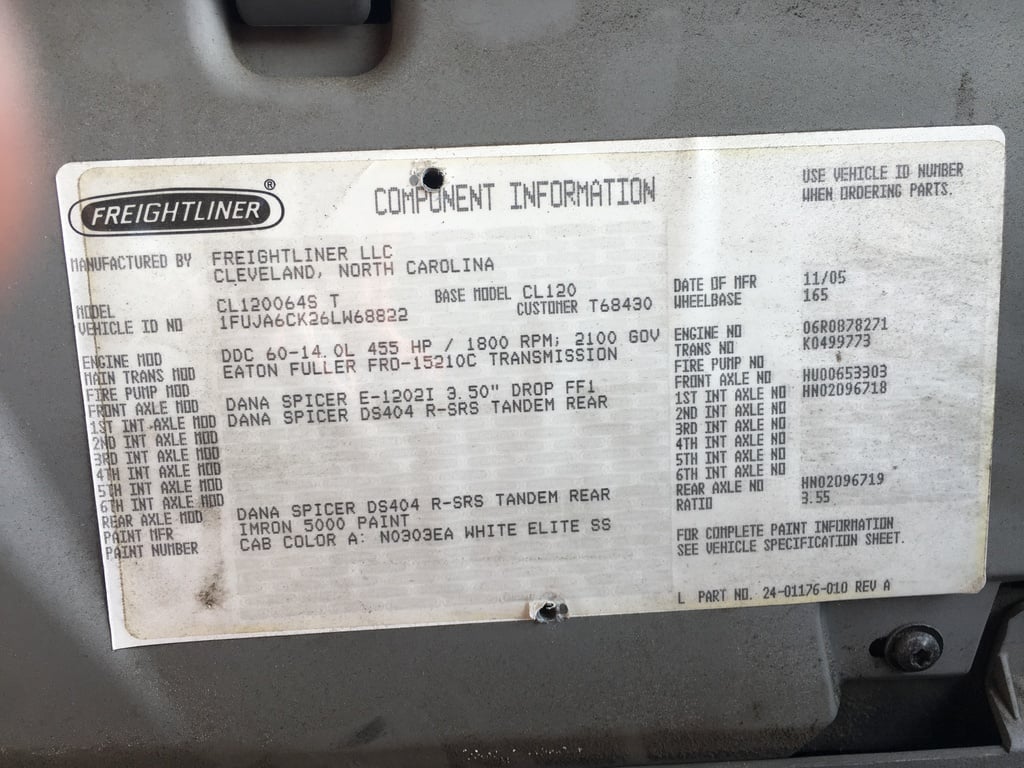 FREIGHTLINER ®
COMPONENT INFORMATION
USE VEHICLE ID NUMBER
WHEN ORDERING PARTS.
MANUFACTURED BY FREIGHTLINER LLC
CLEVELAND, NORTH CAROLINA
MODEL CL120064S T BASE MODEL CL120
VEHICLE ID NO 1FUJA6CK26LW68822 CUSTOMER T68430
ENGINE MOD DDC 60-14.0L 455 HP / 1800 RPM; 2100 GOV
MAIN TRANS MOD EATON FULLER FRO-15210C TRANSMISSION
FIRE PUMP MOD
FRONT AXLE MOD DANA SPICER E-1202I 3.50" DROP FF1
1ST INT AXLE MOD DANA SPICER DS404 R-SRS TANDEM REAR
2ND INT AXLE MOD
3RD INT AXLE MOD
4TH INT AXLE MOD
5TH INT AXLE MOD
6TH INT AXLE MOD
REAR AXLE MOD DANA SPICER DS404 R-SRS TANDEM REAR
PAINT MFR IMRON 5000 PAINT
PAINT NUMBER CAB COLOR A: N0303EA WHITE ELITE SS
DATE OF MFR 11/05
WHEELBASE 165
ENGINE NO 06R0878271
TRANS NO K0499773
FIRE PUMP NO
FRONT AXLE NO HU00653303
1ST INT AXLE NO HN02096718
2ND INT AXLE NO
3RD INT AXLE NO
4TH INT AXLE NO
5TH INT AXLE NO
6TH INT AXLE NO
REAR AXLE NO HN02096719
RATIO 3.55
FOR COMPLETE PAINT INFORMATION
SEE VEHICLE SPECIFICATION SHEET.
L PART NO. 24-01176-010 REV A